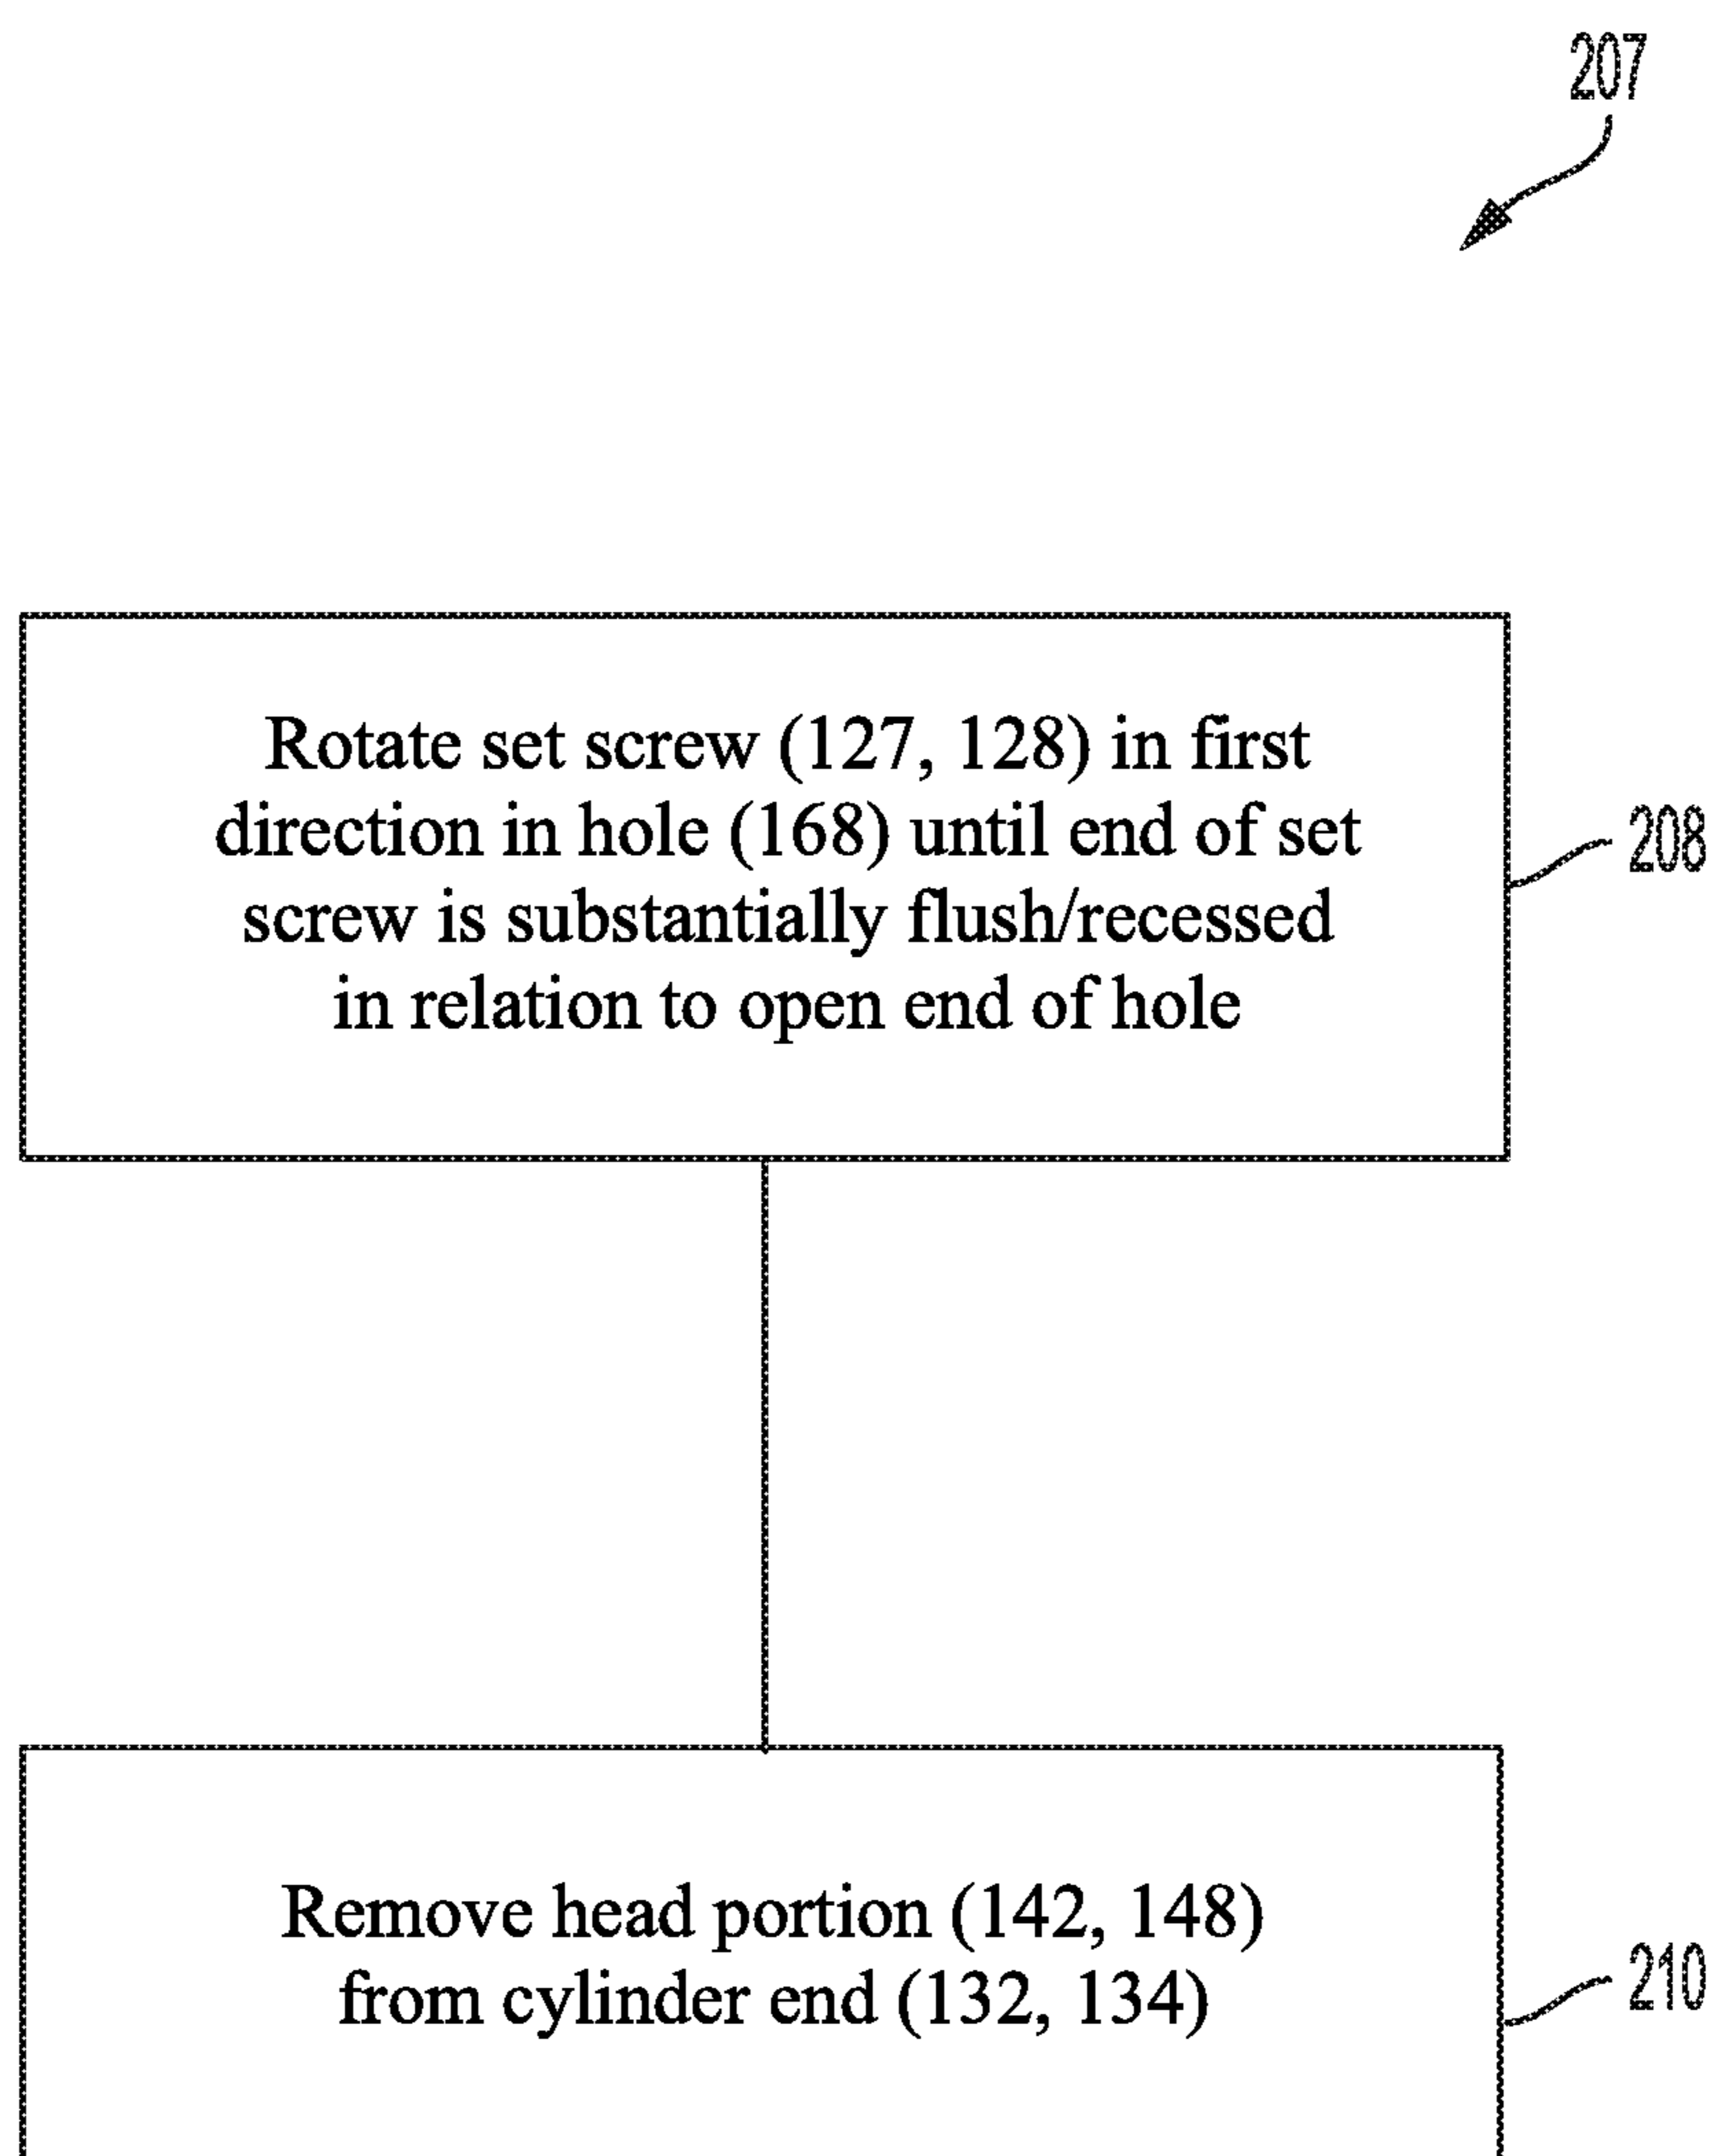 207
Rotate set screw (127, 128) in first
direction in hole (168) until end of set
screw is substantially flush/recessed
in relation to open end of hole
208
Remove head portion (142, 148)
from cylinder end (132, 134)
210